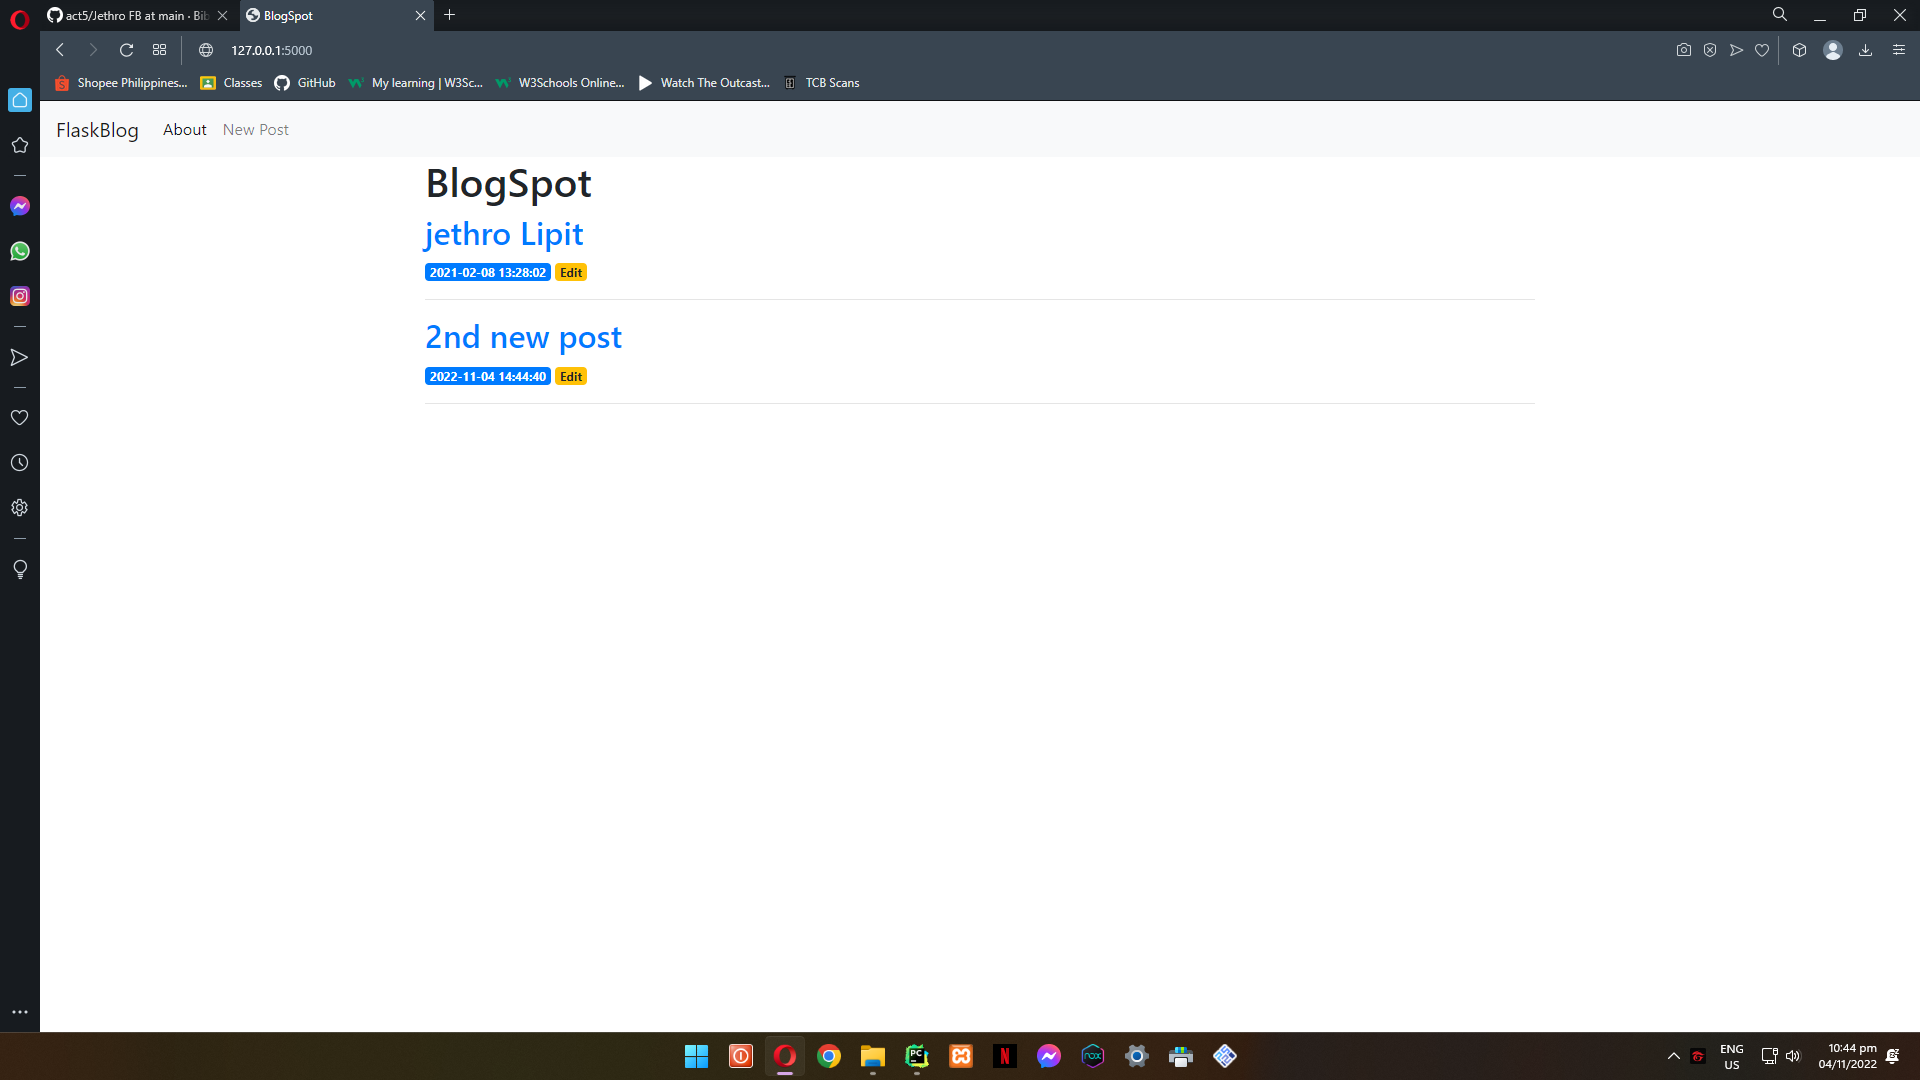 act5/Jethro FB at main · Bib
BlogSpot
127.0.0.1:5000
Shopee Philippines... Classes GitHub My learning | W3Sc... W3Schools Online... Watch The Outcast... TCB Scans
FlaskBlog About New Post
BlogSpot
jethro Lipit
2021-02-08 13:28:02 Edit
2nd new post
2022-11-04 14:44:40 Edit
ENG
US
10:44 pm
04/11/2022